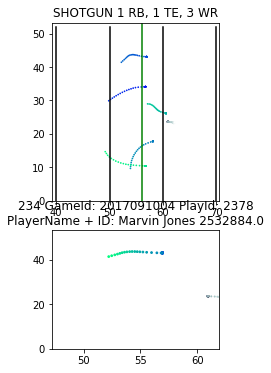 SHOTGUN 1 RB, 1 TE, 3 WR
50
40
30
20
10
0
40 50 60 70
234 GameId: 2017091004 PlayId: 2378
PlayerName + ID: Marvin Jones 2532884.0
40
20
0
50 55 60